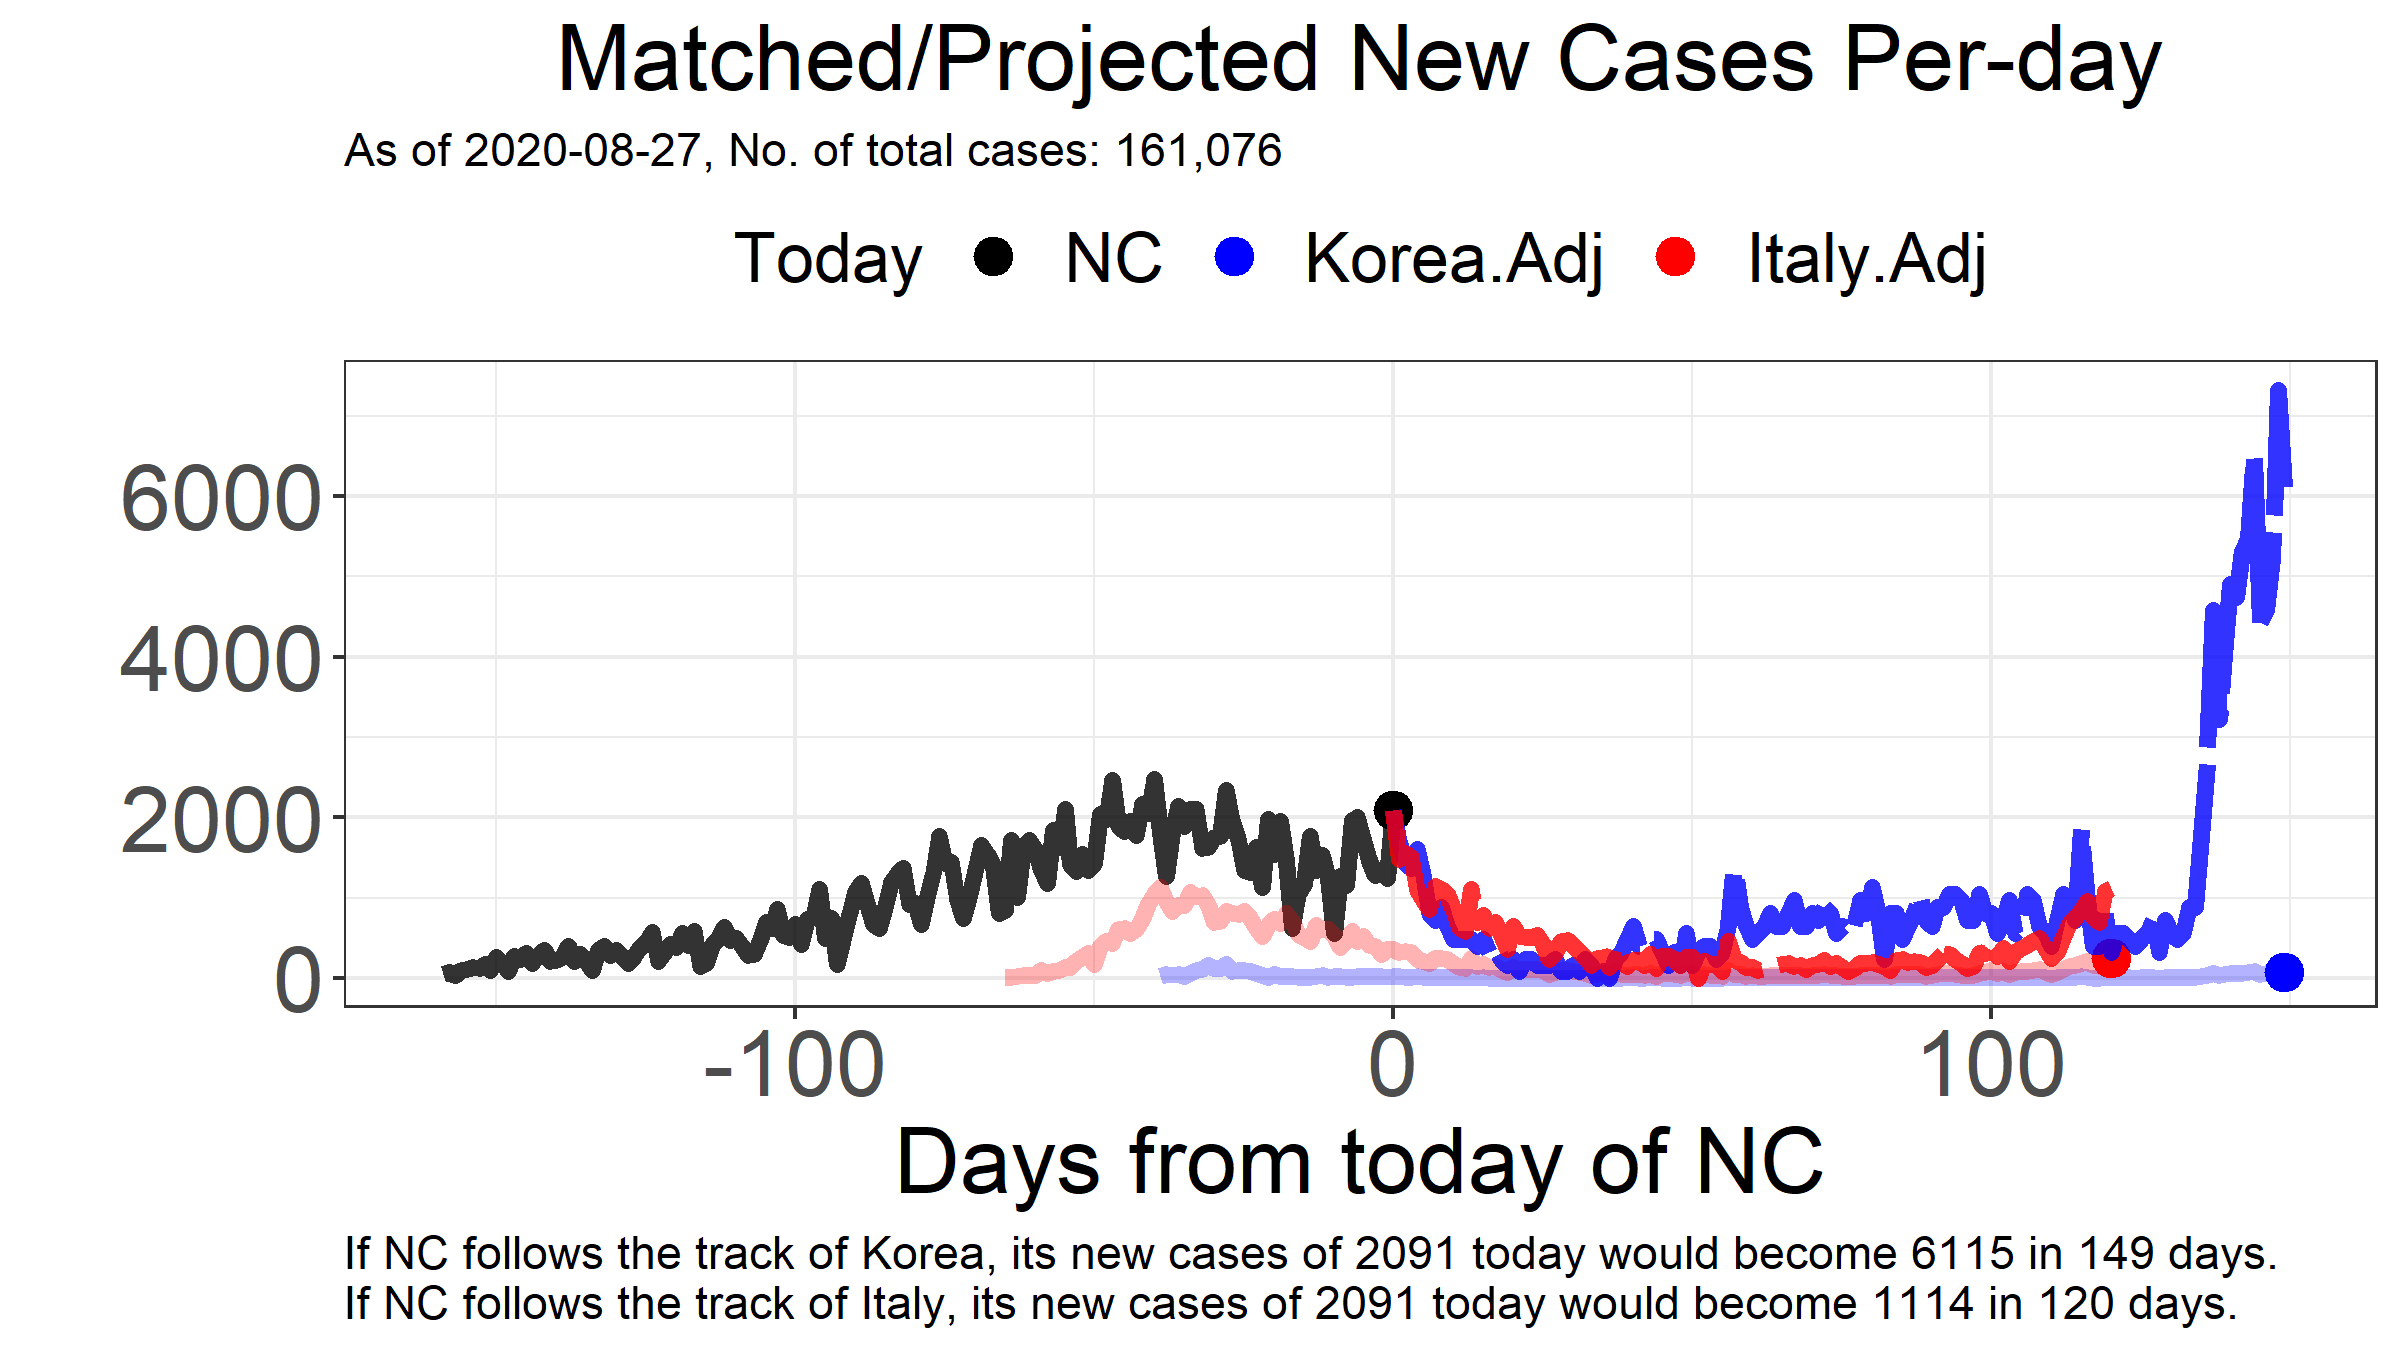 Matched/Projected New Cases Per-day
As of 2020-08-27, No. of total cases: 161,076
Today NC Korea.Adj Italy.Adj
6000
4000
2000
0
-100 0 100
Days from today of NC
If NC follows the track of Korea, its new cases of 2091 today would become 6115 in 149 days.
If NC follows the track of Italy, its new cases of 2091 today would become 1114 in 120 days.